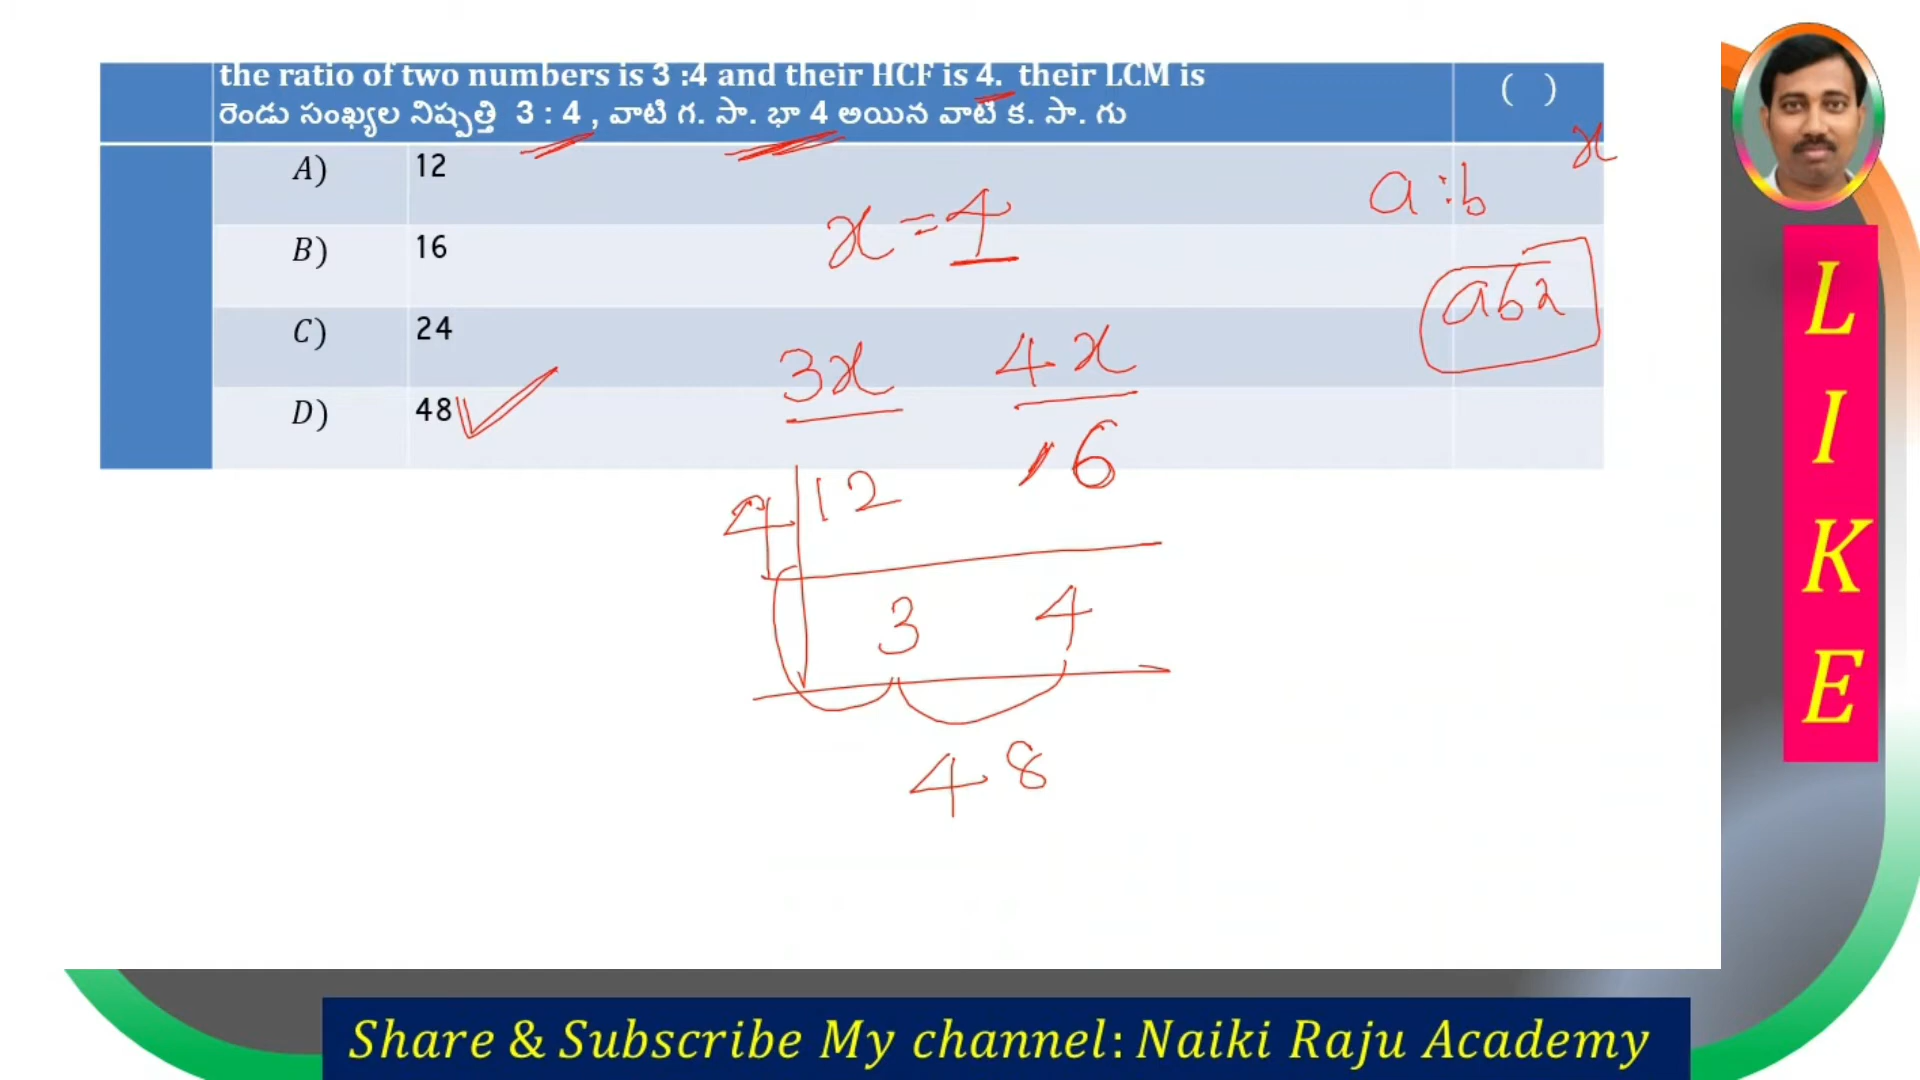 the ratio of two numbers is 3 :4 and their HCF is 4. their LCM is
( )
రెండు సంఖ్యల నిష్పత్తి 3 : 4 , వాటి గ. సా. భా 4 అయిన వాటి క. సా. గు
A) 12
B) 16
C) 24
D) 48
x = 4
a : b
x
abx
3x 4x
4 12 16
3 4
48
L
I
K
E
Share & Subscribe My channel: Naiki Raju Academy